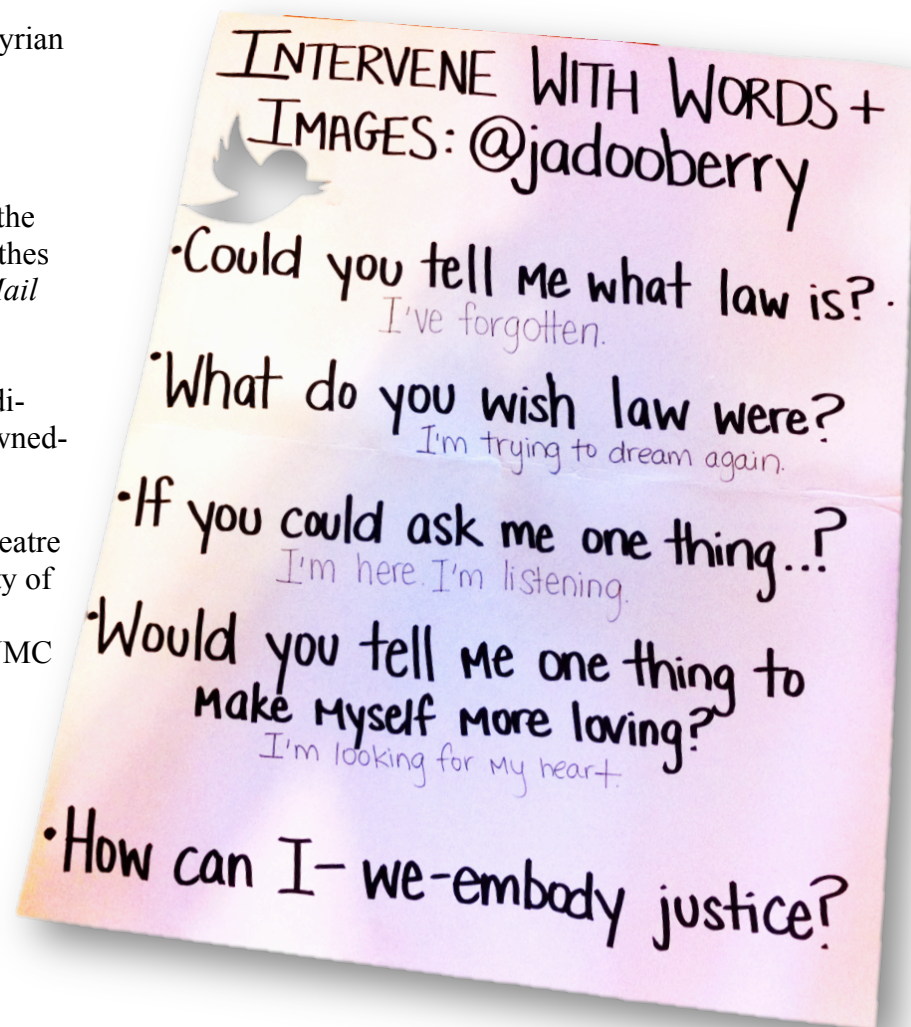 yrian
the
thes
Mail
di-
wned-
eatre
ty of
MC
INTERVENE WITH WORDS +
IMAGES: @jadooberry
•Could you tell me what law is? .
I've forgotten.
•What do you wish law were?
I'm trying to dream again.
•If you could ask me one thing...?
I'm here. I'm listening.
•Would you tell me one thing to
make myself more loving?
I'm looking for my heart.
•How can I- we-embody justice?